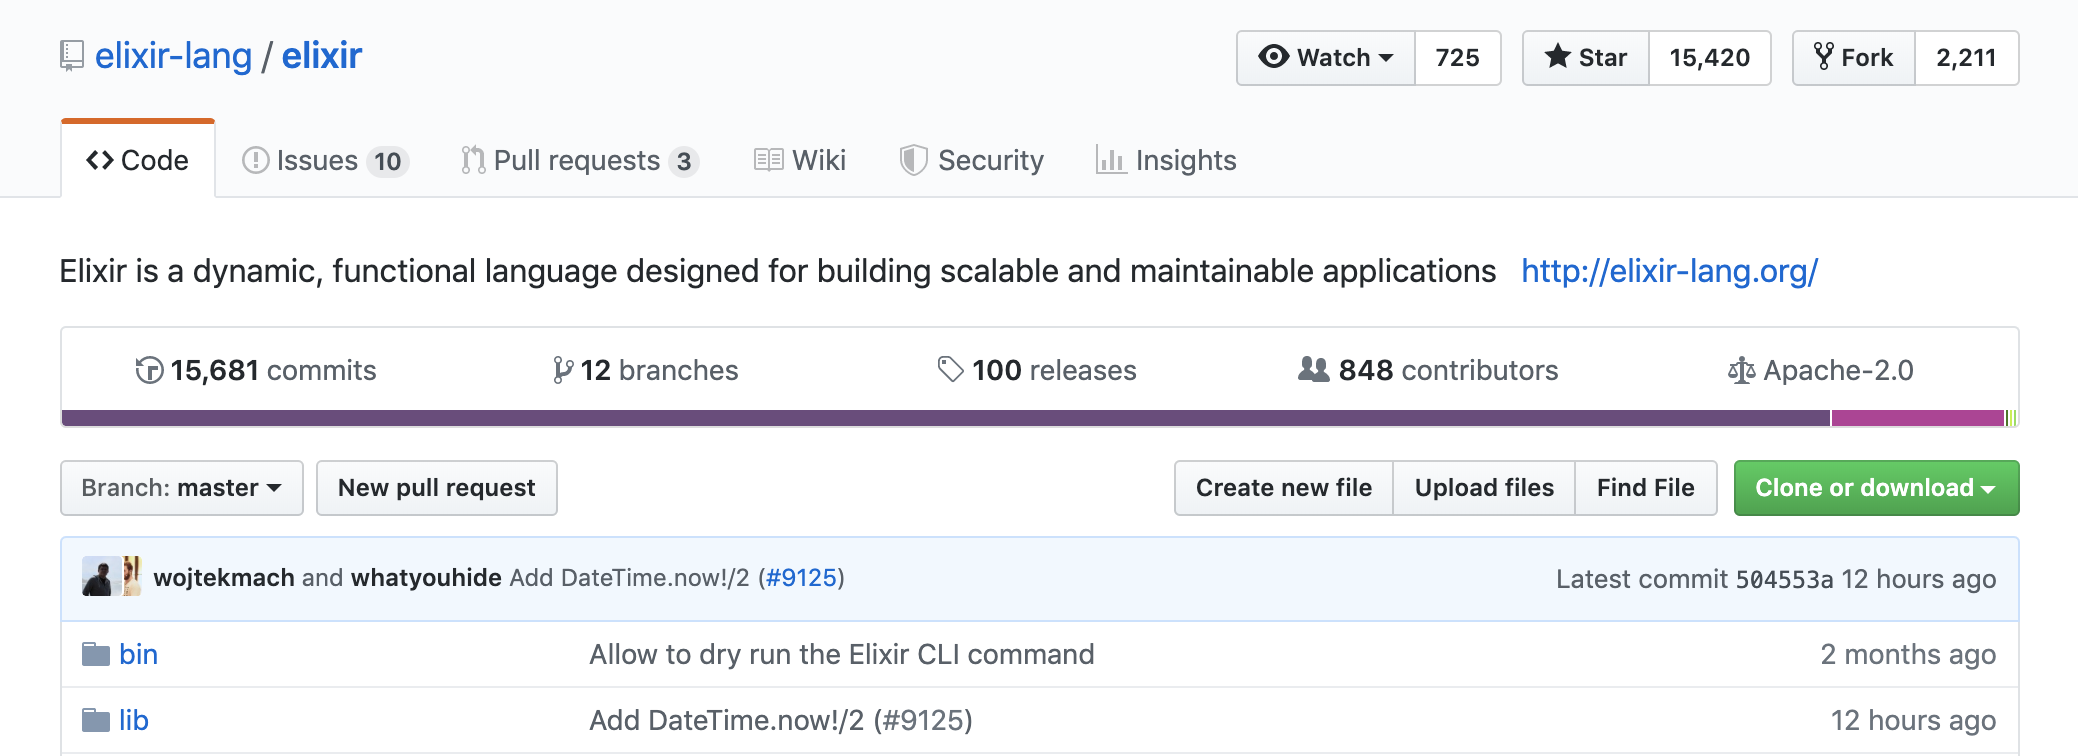 elixir-lang / elixir
Watch 725 Star 15,420 Fork 2,211
Code Issues 10 Pull requests 3 Wiki Security Insights
Elixir is a dynamic, functional language designed for building scalable and maintainable applications http://elixir-lang.org/
15,681 commits 12 branches 100 releases 848 contributors Apache-2.0
Branch: master New pull request Create new file Upload files Find File Clone or download
wojtekmach and whatyouhide Add DateTime.now!/2 (#9125) Latest commit 504553a 12 hours ago
bin Allow to dry run the Elixir CLI command 2 months ago
lib Add DateTime.now!/2 (#9125) 12 hours ago